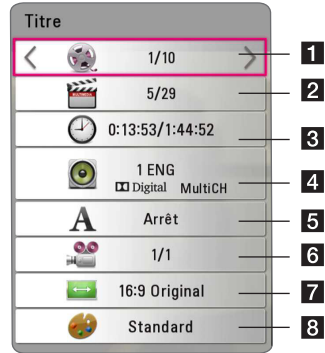 Titre
1/10 1
5/29 2
0:13:53/1:44:52 3
1 ENG
Digital MultiCH 4
A Arrêt 5
1/1 6
16:9 Original 7
Standard 8